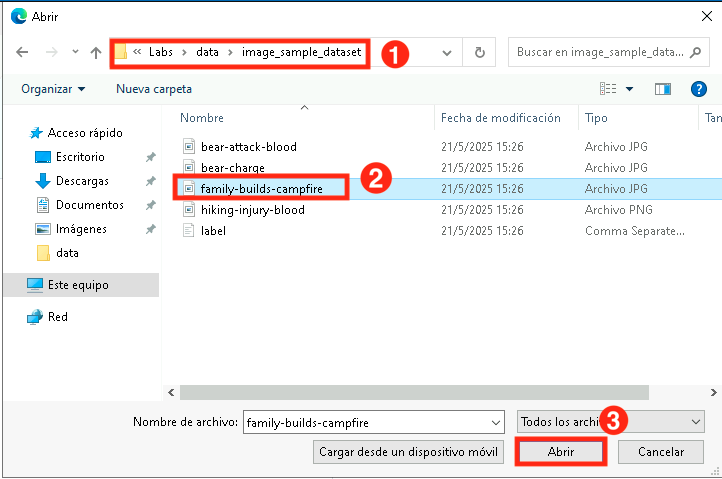 Abrir
« Labs > data > image_sample_dataset
1
Buscar en image_sample_data...
Organizar
Nueva carpeta
?
Nombre
Fecha de modificación
Tipo
Tan
Acceso rápido
Escritorio
Descargas
Documentos
Imágenes
data
Este equipo
Red
bear-attack-blood 21/5/2025 15:26 Archivo JPG
bear-charge 21/5/2025 15:26 Archivo JPG
family-builds-campfire 21/5/2025 15:26 Archivo JPG
2
hiking-injury-blood 21/5/2025 15:26 Archivo PNG
label 21/5/2025 15:26 Comma Separate...
Nombre de archivo: family-builds-campfire
Todos los archi
3
Cargar desde un dispositivo móvil
Abrir
Cancelar